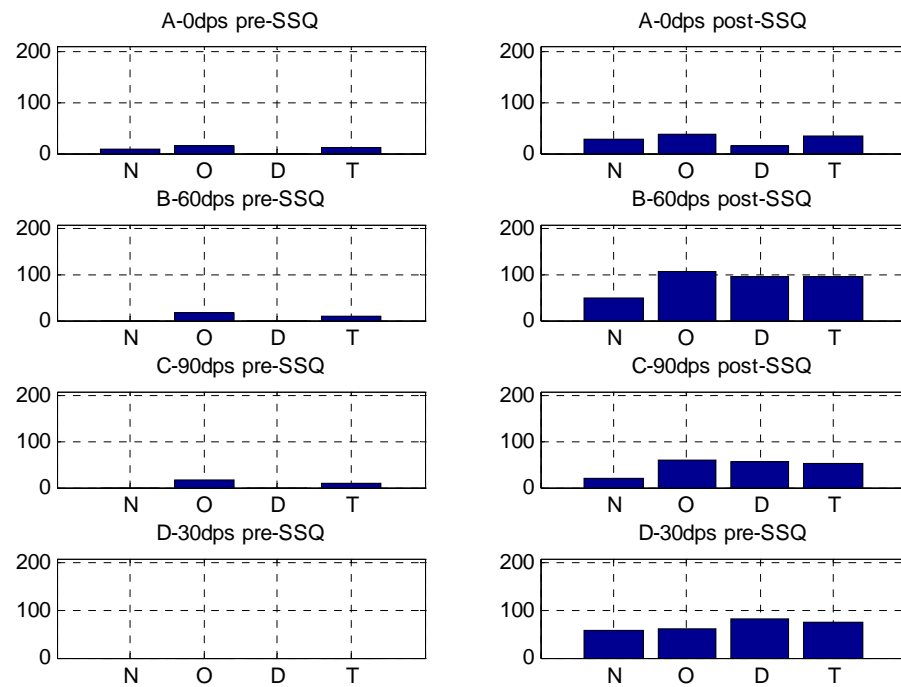 A-0dps pre-SSQ
200
100
0
N O D T
A-0dps post-SSQ
200
100
0
N O D T
B-60dps pre-SSQ
200
100
0
N O D T
B-60dps post-SSQ
200
100
0
N O D T
C-90dps pre-SSQ
200
100
0
N O D T
C-90dps post-SSQ
200
100
0
N O D T
D-30dps pre-SSQ
200
100
0
N O D T
D-30dps pre-SSQ
200
100
0
N O D T